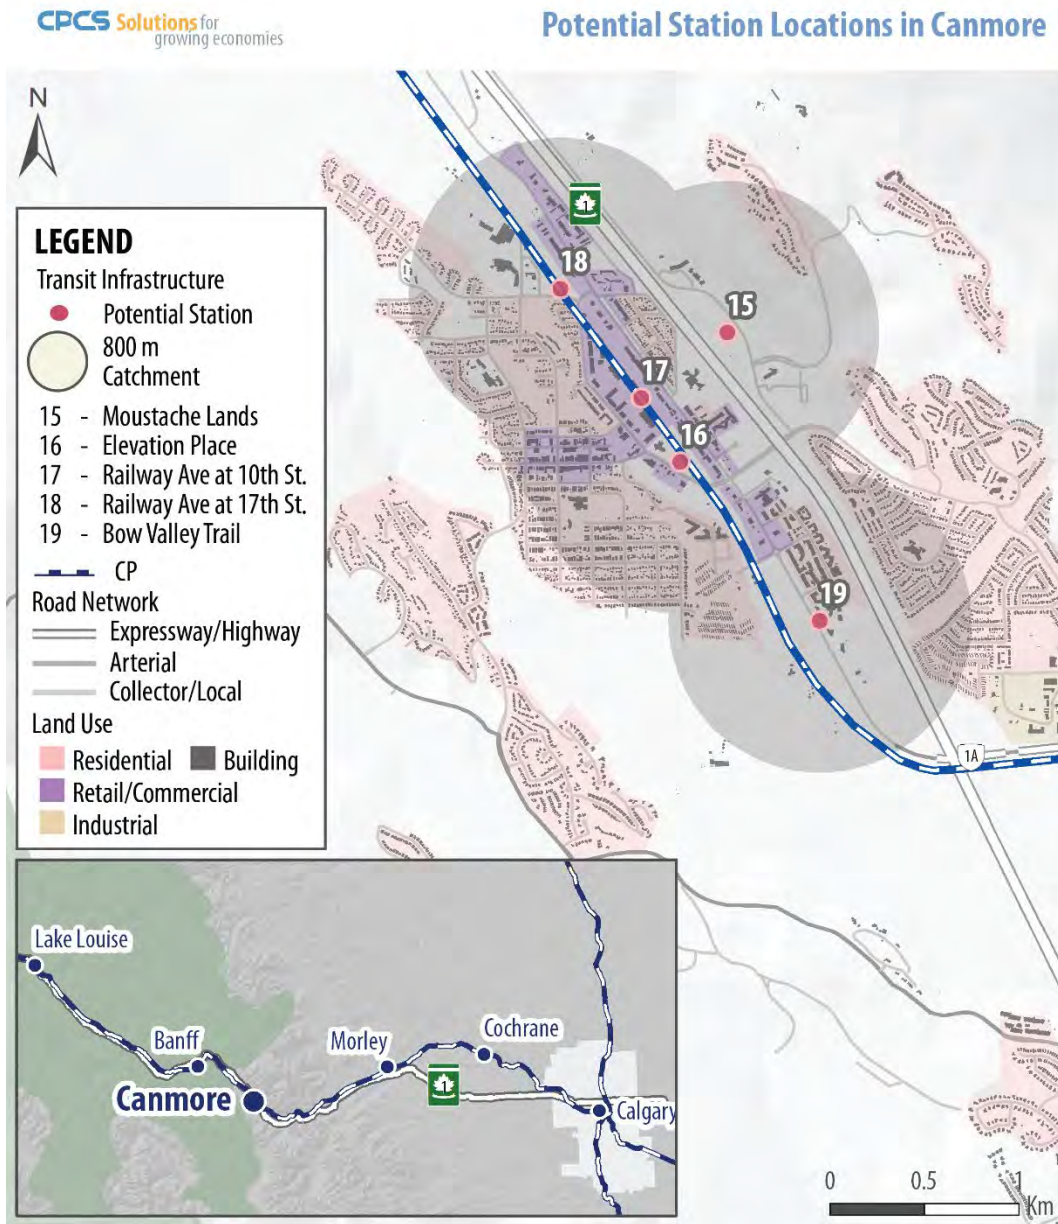 CPCS Solutions for
growing economies
Potential Station Locations in Canmore
N
LEGEND
Transit Infrastructure
Potential Station
800 m
Catchment
15 - Moustache Lands
16 - Elevation Place
17 - Railway Ave at 10th St.
18 - Railway Ave at 17th St.
19 - Bow Valley Trail
CP
Road Network
Expressway/Highway
Arterial
Collector/Local
Land Use
Residential Building
Retail/Commercial
Industrial
1
18
15
17
16
19
1A
Lake Louise
Banff
Canmore
Morley
Cochrane
1
Calgary
0 0.5 1
Km